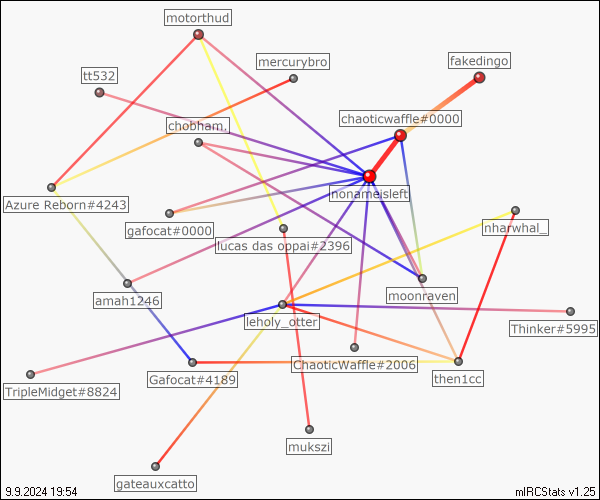 motorthud
fakedingo
mercurybro
tt532
chaoticwaffle#0000
chobham.
nonameisleft
Azure Reborn#4243
gafocat#0000
nharwhal_
lucas das oppai#2396
amah1246
moonraven
leholy_otter
Thinker#5995
ChaoticWaffle#2006
Gafocat#4189
then1cc
TripleMidget#8824
mukszi
gateauxcatto
9.9.2024 19:54
mIRCStats v1.25